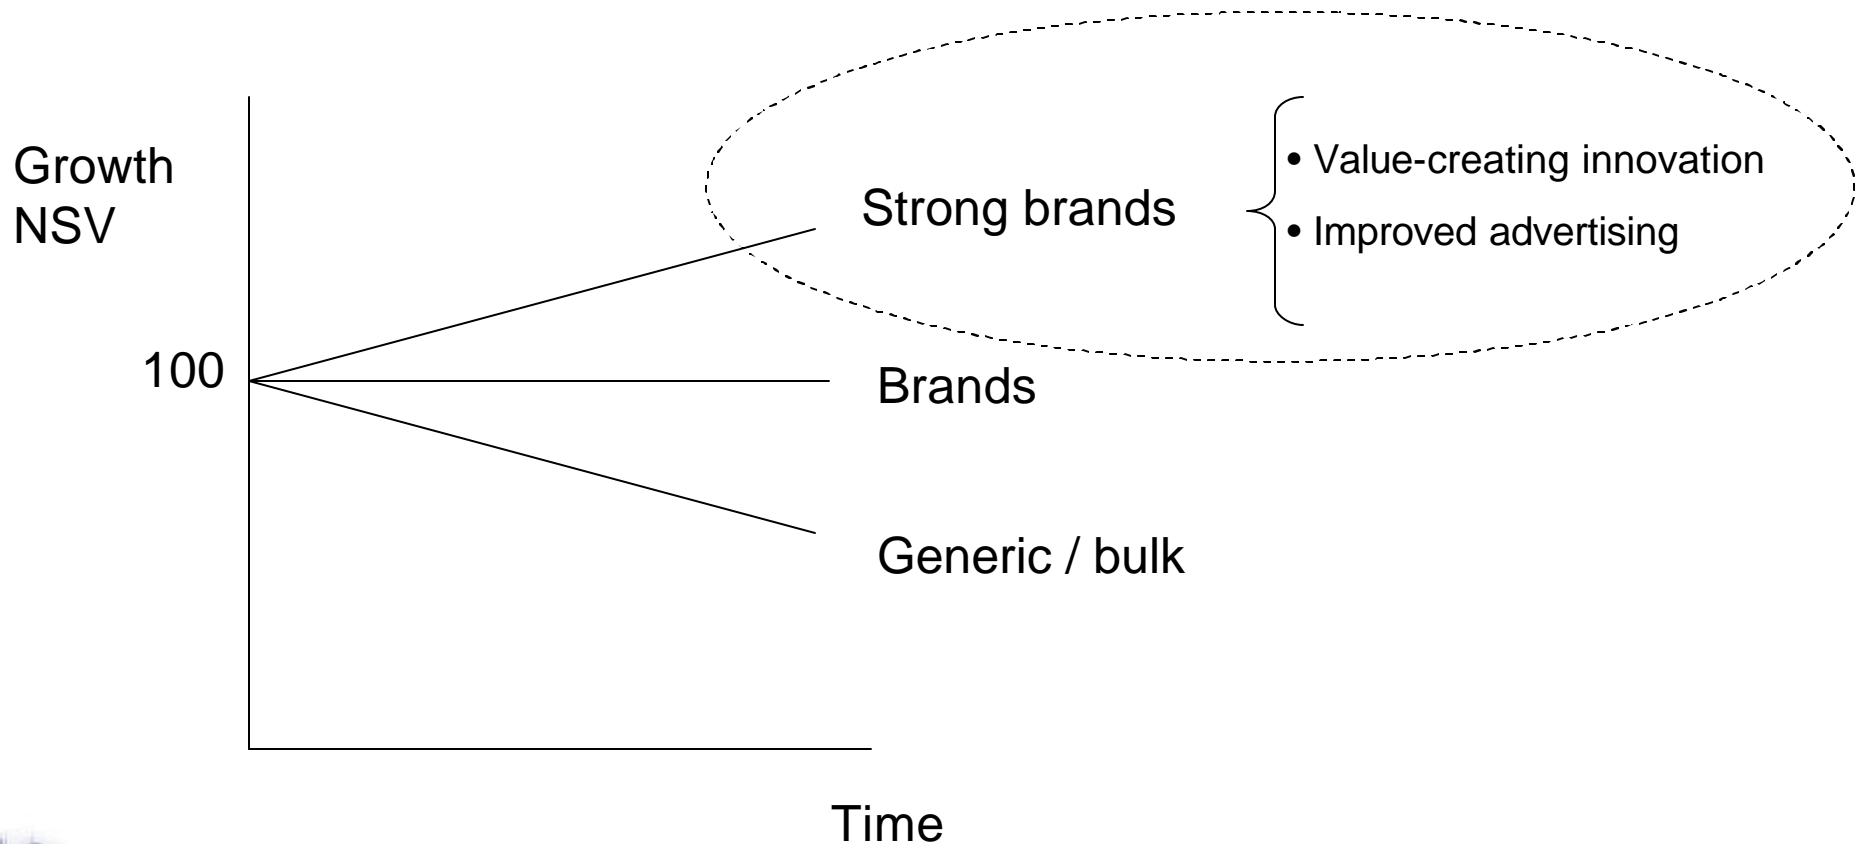 Growth
NSV
Strong brands
• Value-creating innovation
• Improved advertising
100
Brands
Generic / bulk
Time